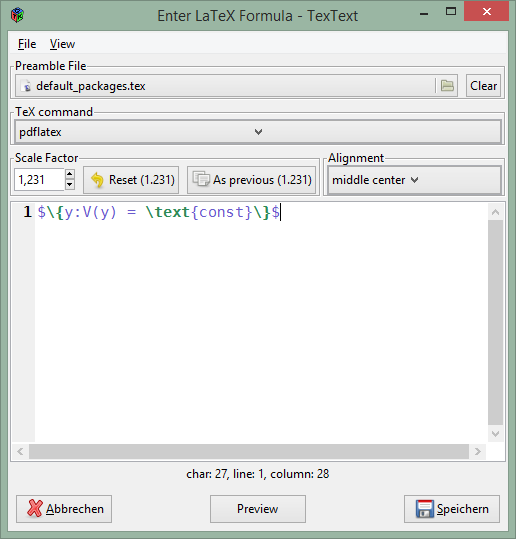 Enter LaTeX Formula - TexText
File View
Preamble File
default_packages.tex Clear
TeX command
pdflatex
Scale Factor Alignment
1,231 Reset (1.231) As previous (1.231) middle center
1 $\{y:V(y) = \text{const}\}$
char: 27, line: 1, column: 28
Abbrechen Preview Speichern